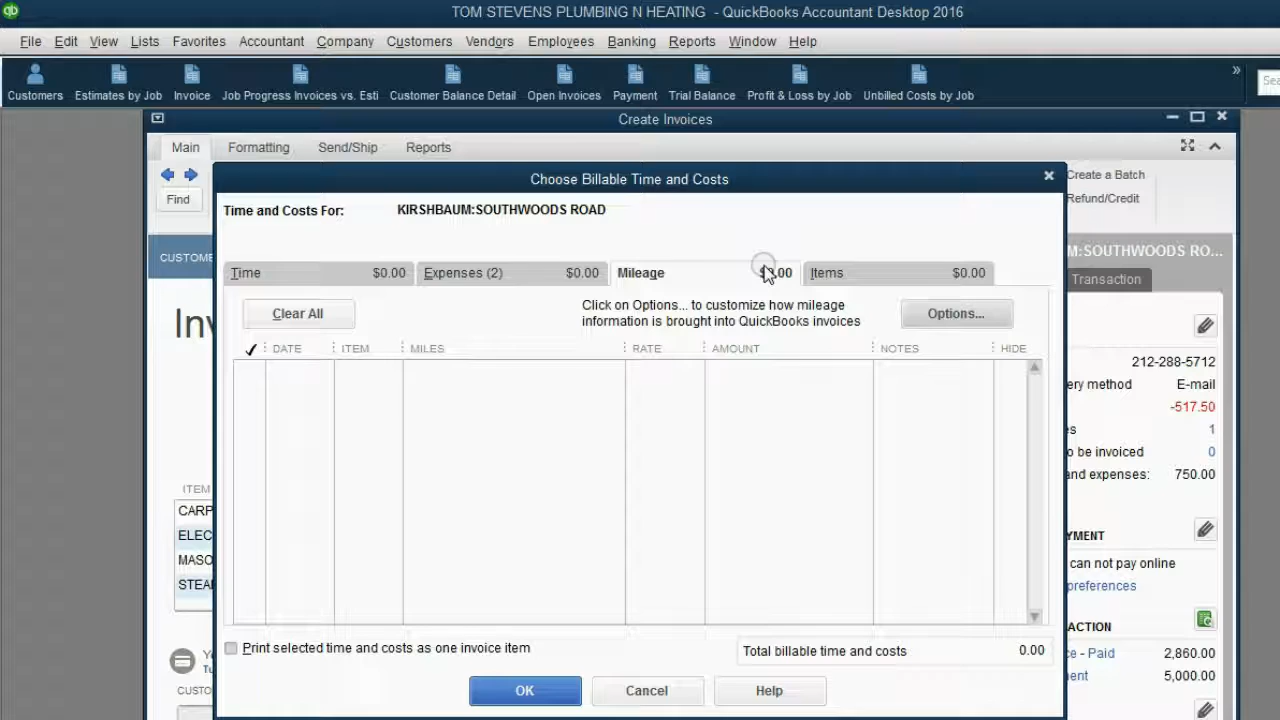 TOM STEVENS PLUMBING N HEATING - QuickBooks Accountant Desktop 2016
File Edit View Lists Favorites Accountant Company Customers Vendors Employees Banking Reports Window Help
Customers Estimates by Job Invoice Job Progress Invoices vs. Esti Customer Balance Detail Open Invoices Payment Trial Balance Profit & Loss by Job Unbilled Costs by Job
Create Invoices
Main Formatting Send/Ship Reports
Find
Create a Batch
Refund/Credit
Choose Billable Time and Costs
Time and Costs For: KIRSHBAUM:SOUTHWOODS ROAD
CUSTOME
M:SOUTHWOODS RO...
Time $0.00 Expenses (2) $0.00 Mileage Items $0.00
Transaction
Clear All
Click on Options... to customize how mileage
information is brought into QuickBooks invoices
Options...
Inv
DATE ITEM MILES RATE AMOUNT NOTES HIDE
212-288-5712
ery method E-mail
-517.50
1
o be invoiced 0
and expenses: 750.00
ITEM
CARP
ELEC
MASO
STEA
YMENT
can not pay online
preferences
ACTION
ce - Paid 2,860.00
ent 5,000.00
Print selected time and costs as one invoice item
Total billable time and costs 0.00
OK Cancel Help
CUSTO